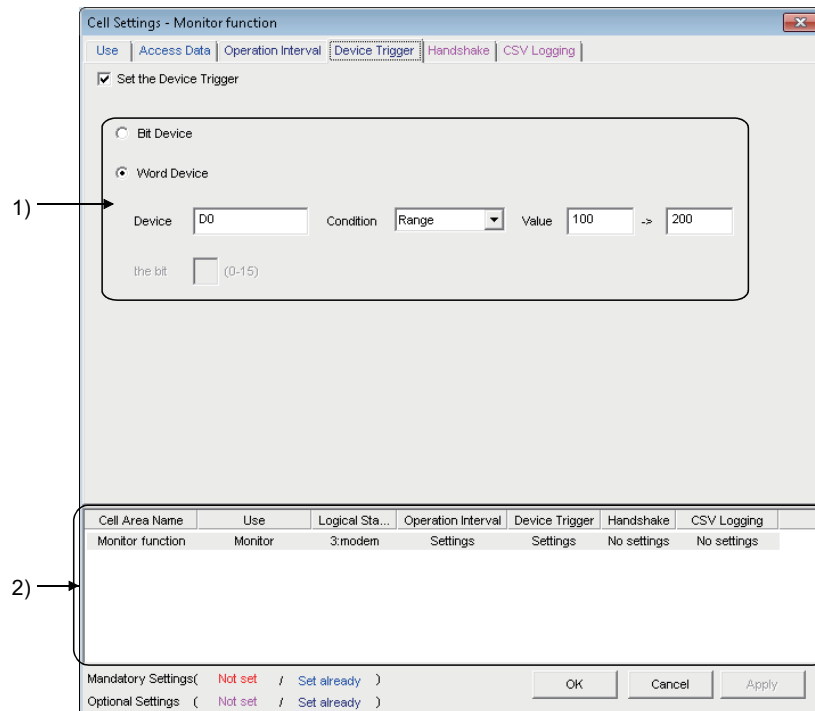 Cell Settings - Monitor function
Use Access Data Operation Interval Device Trigger Handshake CSV Logging
Set the Device Trigger
Bit Device
Word Device
1)
Device D0 Condition Range Value 100 -> 200
the bit (0-15)
Cell Area Name Use Logical Sta... Operation Interval Device Trigger Handshake CSV Logging
Monitor function Monitor 3:modem Settings Settings No settings No settings
2)
Mandatory Settings( Not set / Set already )
OK Cancel Apply
Optional Settings ( Not set / Set already )